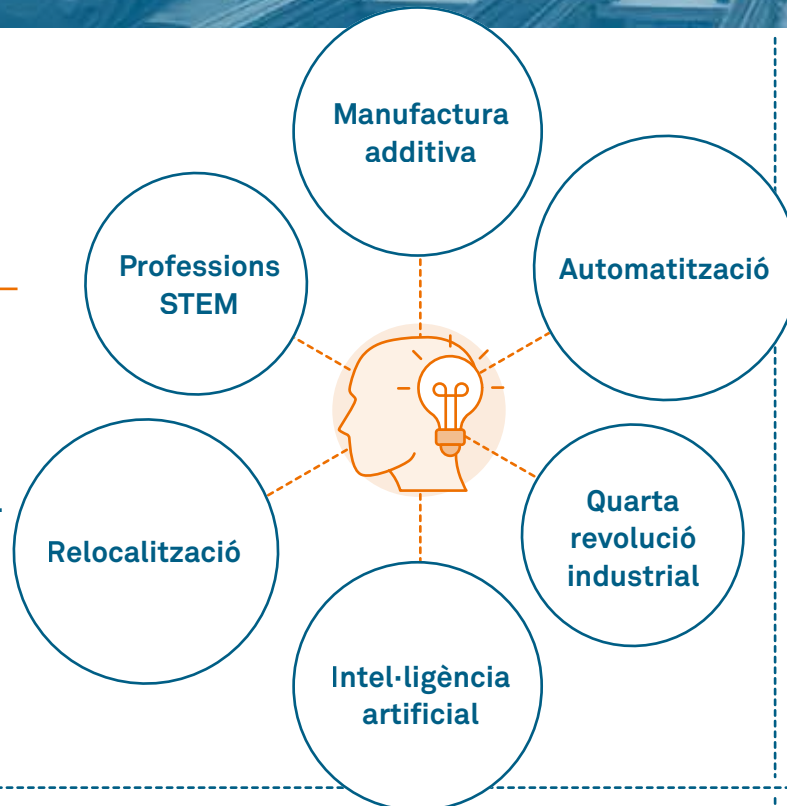 Manufactura
additiva
Professions
STEM
Automatització
Relocalització
Quarta
revolució
industrial
Intel·ligència
artificial